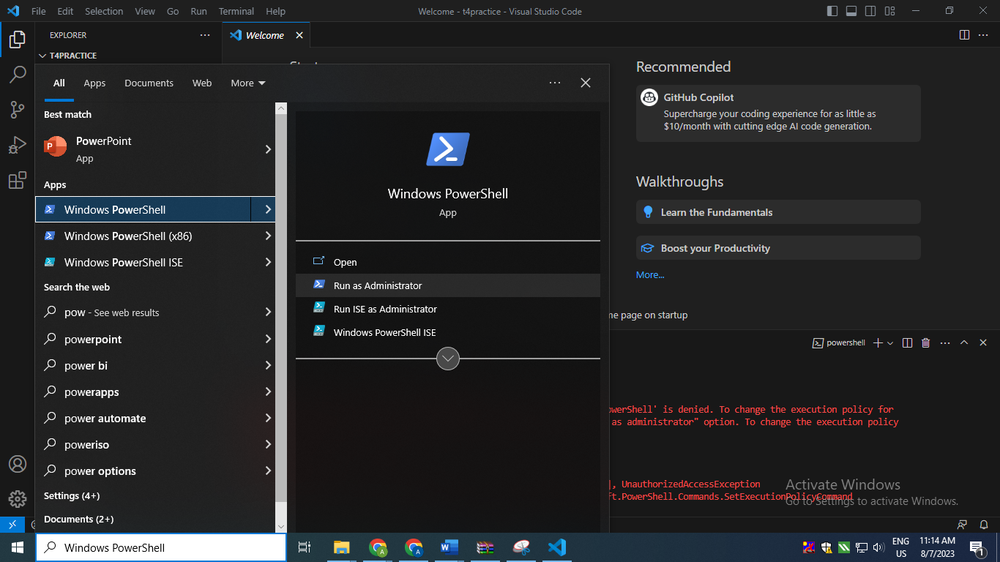 File Edit Selection View Go Run Terminal Help
Welcome - t4practice - Visual Studio Code
EXPLORER
Welcome
T4PRACTICE
All Apps Documents Web More
Best match
PowerPoint
App
Apps
Windows PowerShell
Windows PowerShell (x86)
Windows PowerShell ISE
Search the web
pow - See web results
powerpoint
power bi
powerapps
power automate
poweriso
power options
Settings (4+)
Documents (2+)
Windows PowerShell
Windows PowerShell
App
Open
Run as Administrator
Run ISE as Administrator
Windows PowerShell ISE
Recommended
GitHub Copilot
Supercharge your coding experience for as little as
$10/month with cutting edge AI code generation.
Walkthroughs
Learn the Fundamentals
Boost your Productivity
More...
page on startup
powershell
owerShell' is denied. To change the execution policy for
as administrator" option. To change the execution policy
], UnauthorizedAccessException
ft.PowerShell.Commands.SetExecutionPolicyCommand
Activate Windows
Go to Settings to activate Windows.
ENG
US
11:14 AM
8/7/2023
1